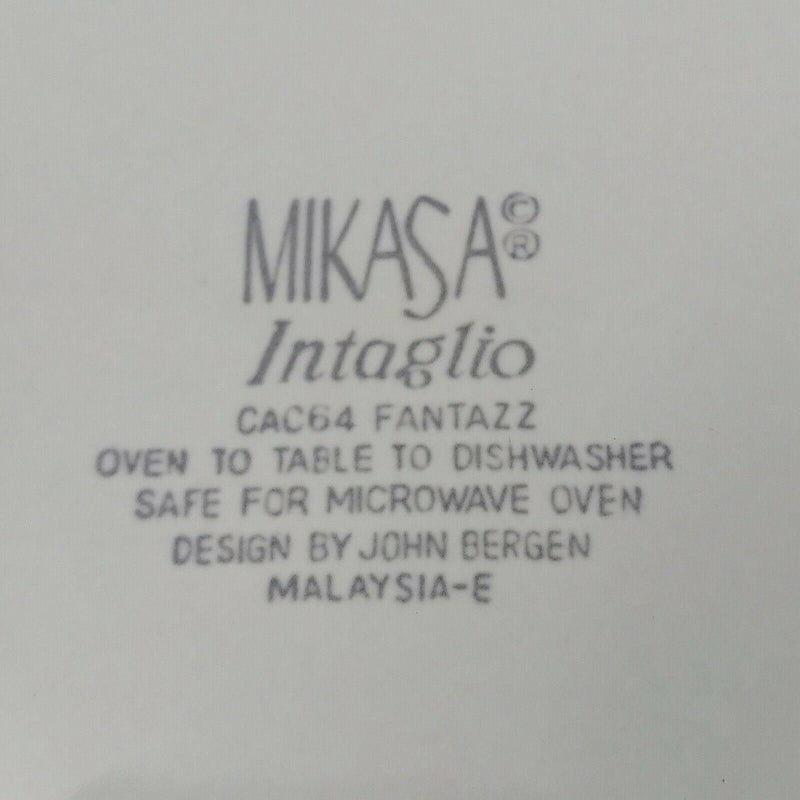 MIKASA©®
Intaglio
CAC64 FANTAZZ
OVEN TO TABLE TO DISHWASHER
SAFE FOR MICROWAVE OVEN
DESIGN BY JOHN BERGEN
MALAYSIA-E